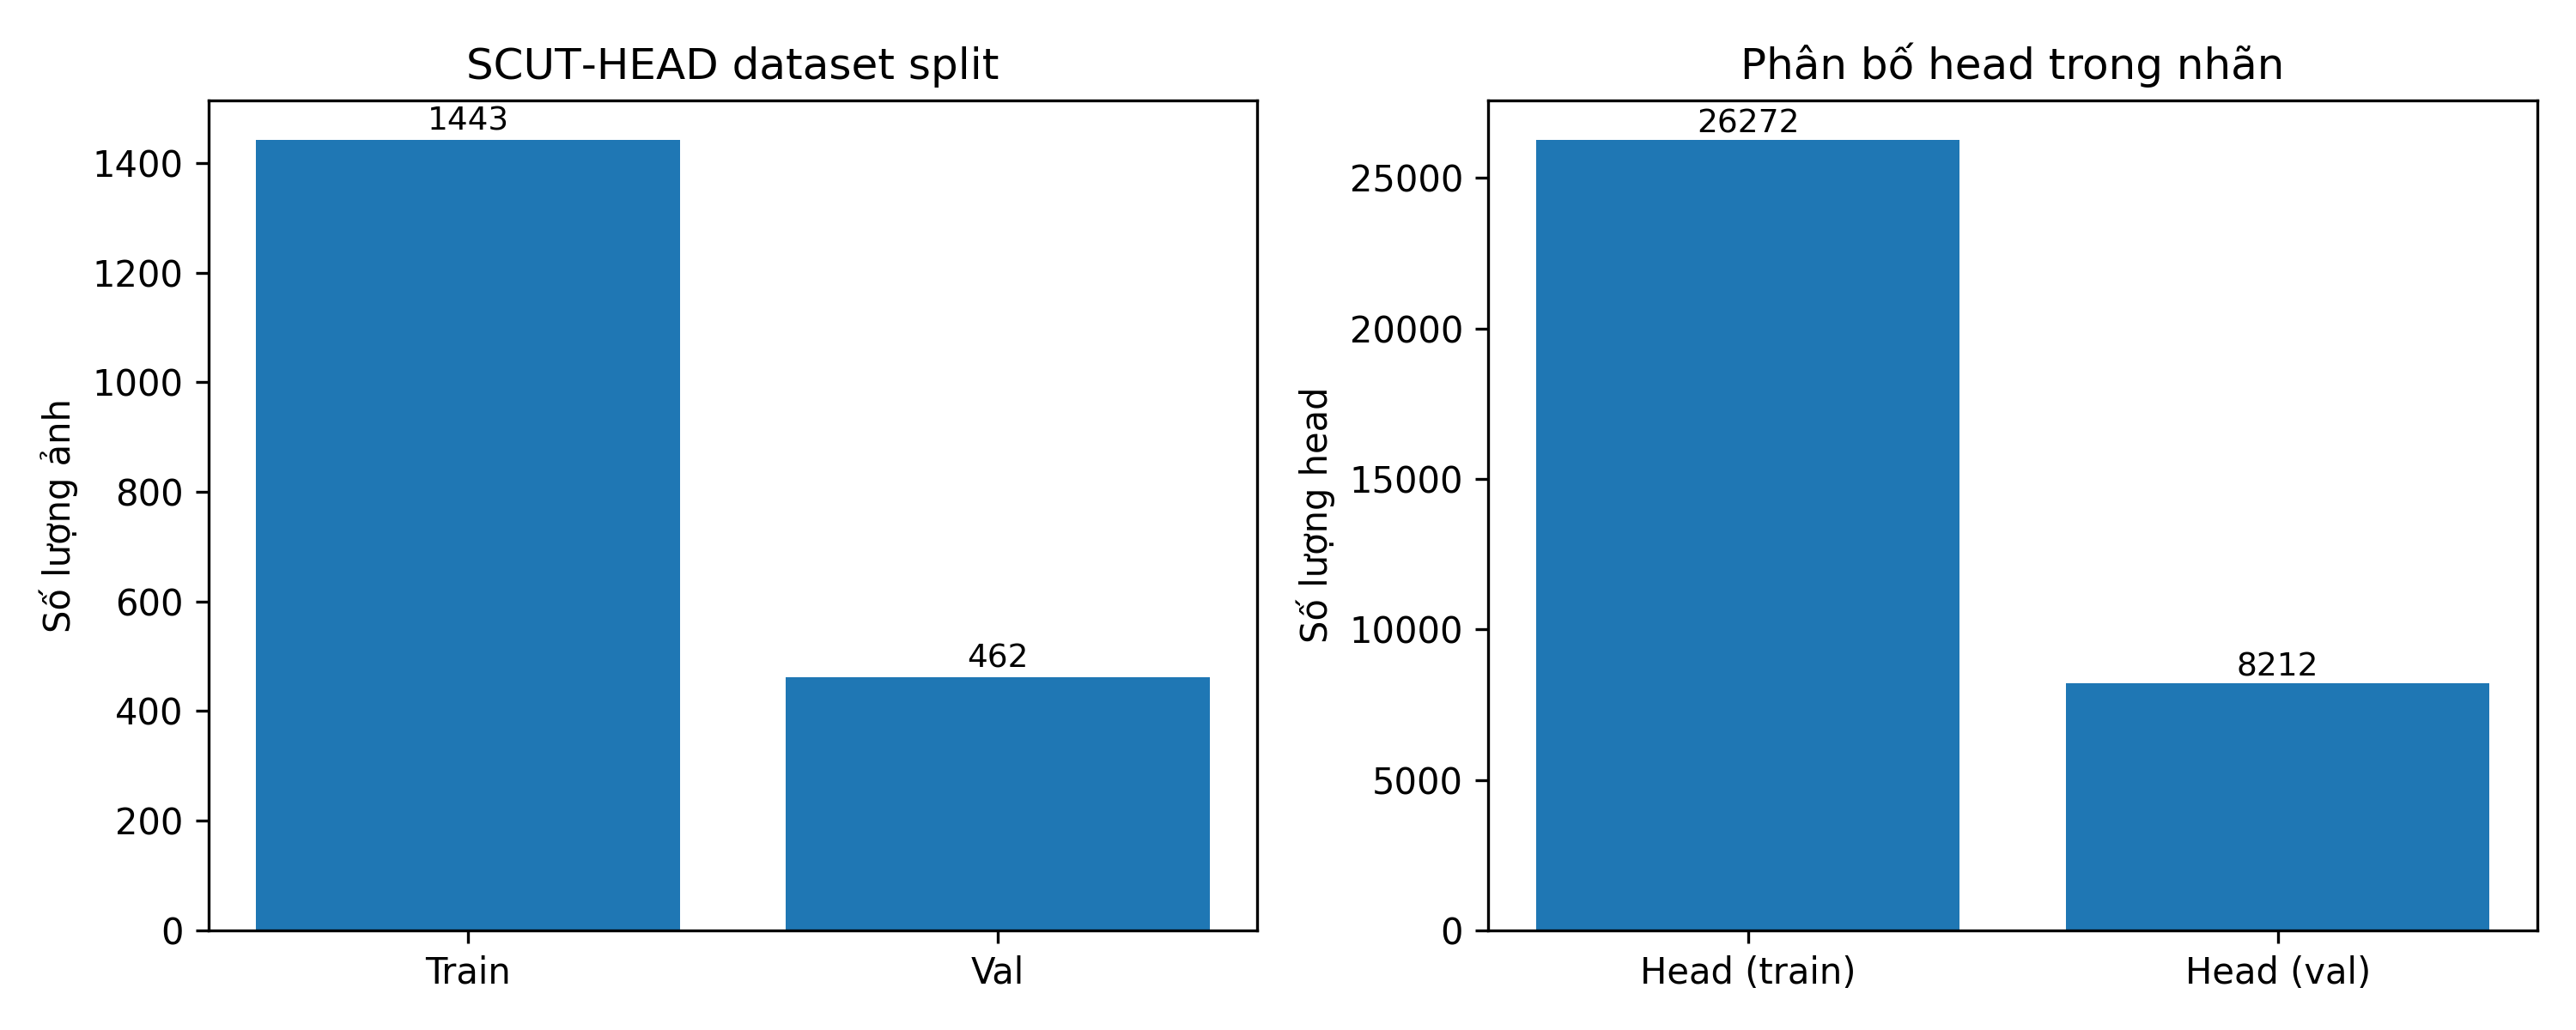 SCUT-HEAD dataset split
1443
1400
1200
1000
800
600
400
200
0
462
Số lượng ảnh
Train
Val
Phân bố head trong nhãn
26272
25000
20000
15000
10000
5000
0
8212
Số lượng head
Head (train)
Head (val)